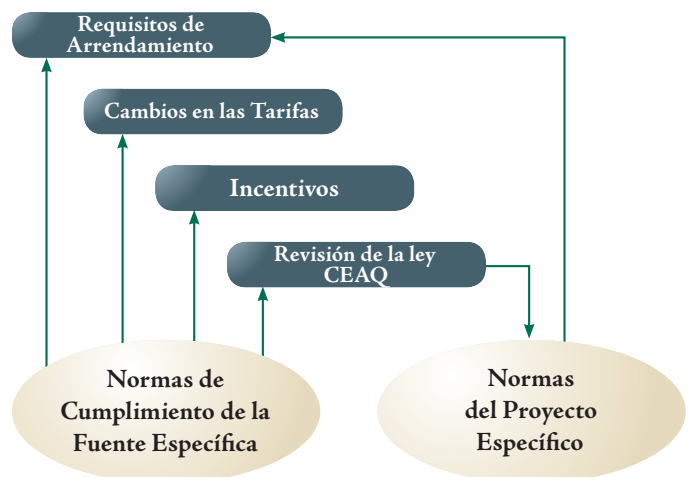 Requisitos de
Arrendamiento
Cambios en las Tarifas
Incentivos
Revisión de la ley
CEAQ
Normas de
Cumplimiento de la
Fuente Específica
Normas
del Proyecto
Específico